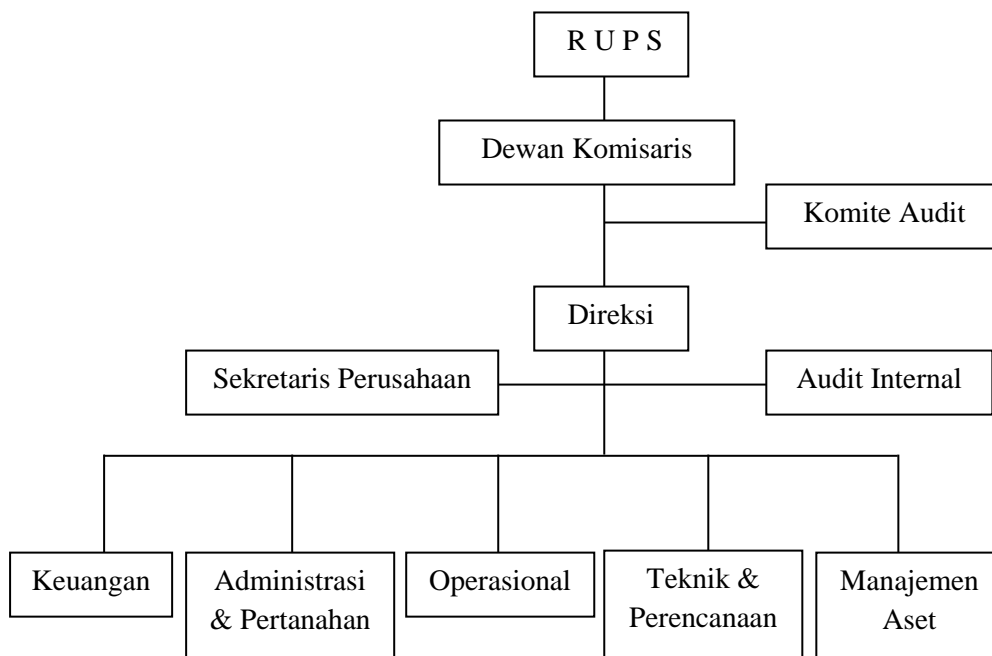 R U P S
Dewan Komisaris
Komite Audit
Direksi
Sekretaris Perusahaan
Audit Internal
Keuangan
Administrasi
& Pertanahan
Operasional
Teknik &
Perencanaan
Manajemen
Aset